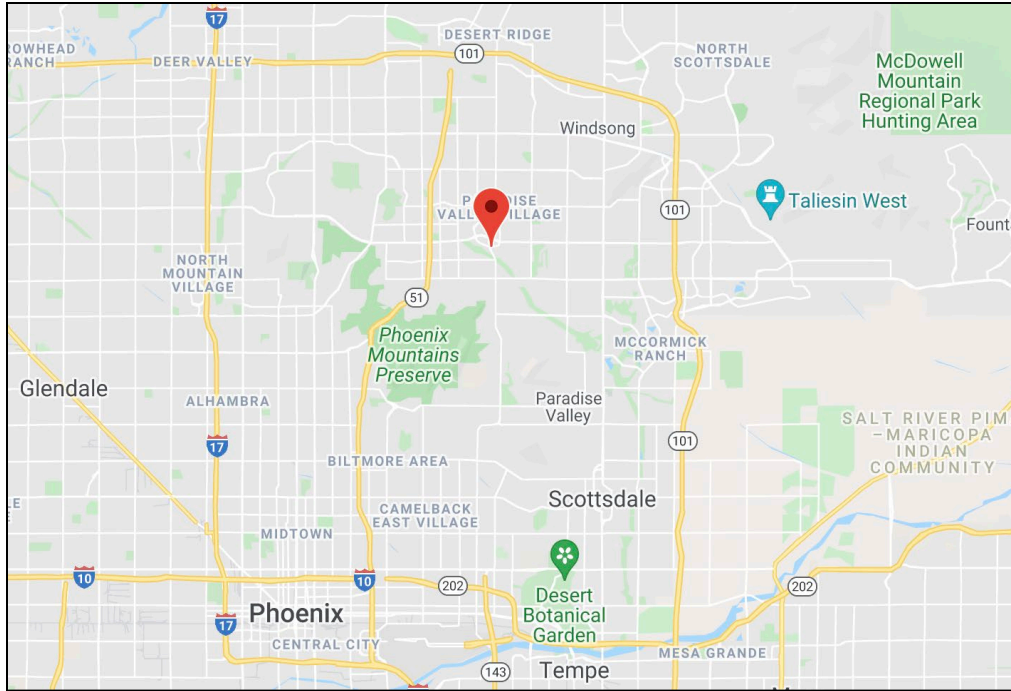 17
DESERT RIDGE
101
ROWHEAD
RANCH
DEER VALLEY
NORTH
SCOTTSDALE
McDowell
Mountain
Regional Park
Hunting Area
Windsong
Taliesin West
101
Fount
NORTH
MOUNTAIN
VILLAGE
51
Phoenix
Mountains
Preserve
MCCORMICK
RANCH
Glendale
ALHAMBRA
Paradise
Valley
17
101
SALT RIVER PIM
–MARICOPA
INDIAN
COMMUNITY
BILTMORE AREA
Scottsdale
CAMELBACK
EAST VILLAGE
MIDTOWN
10
10
202
202
Desert
Botanical
Garden
Phoenix
17
CENTRAL CITY
MESA GRANDE
143
Tempe